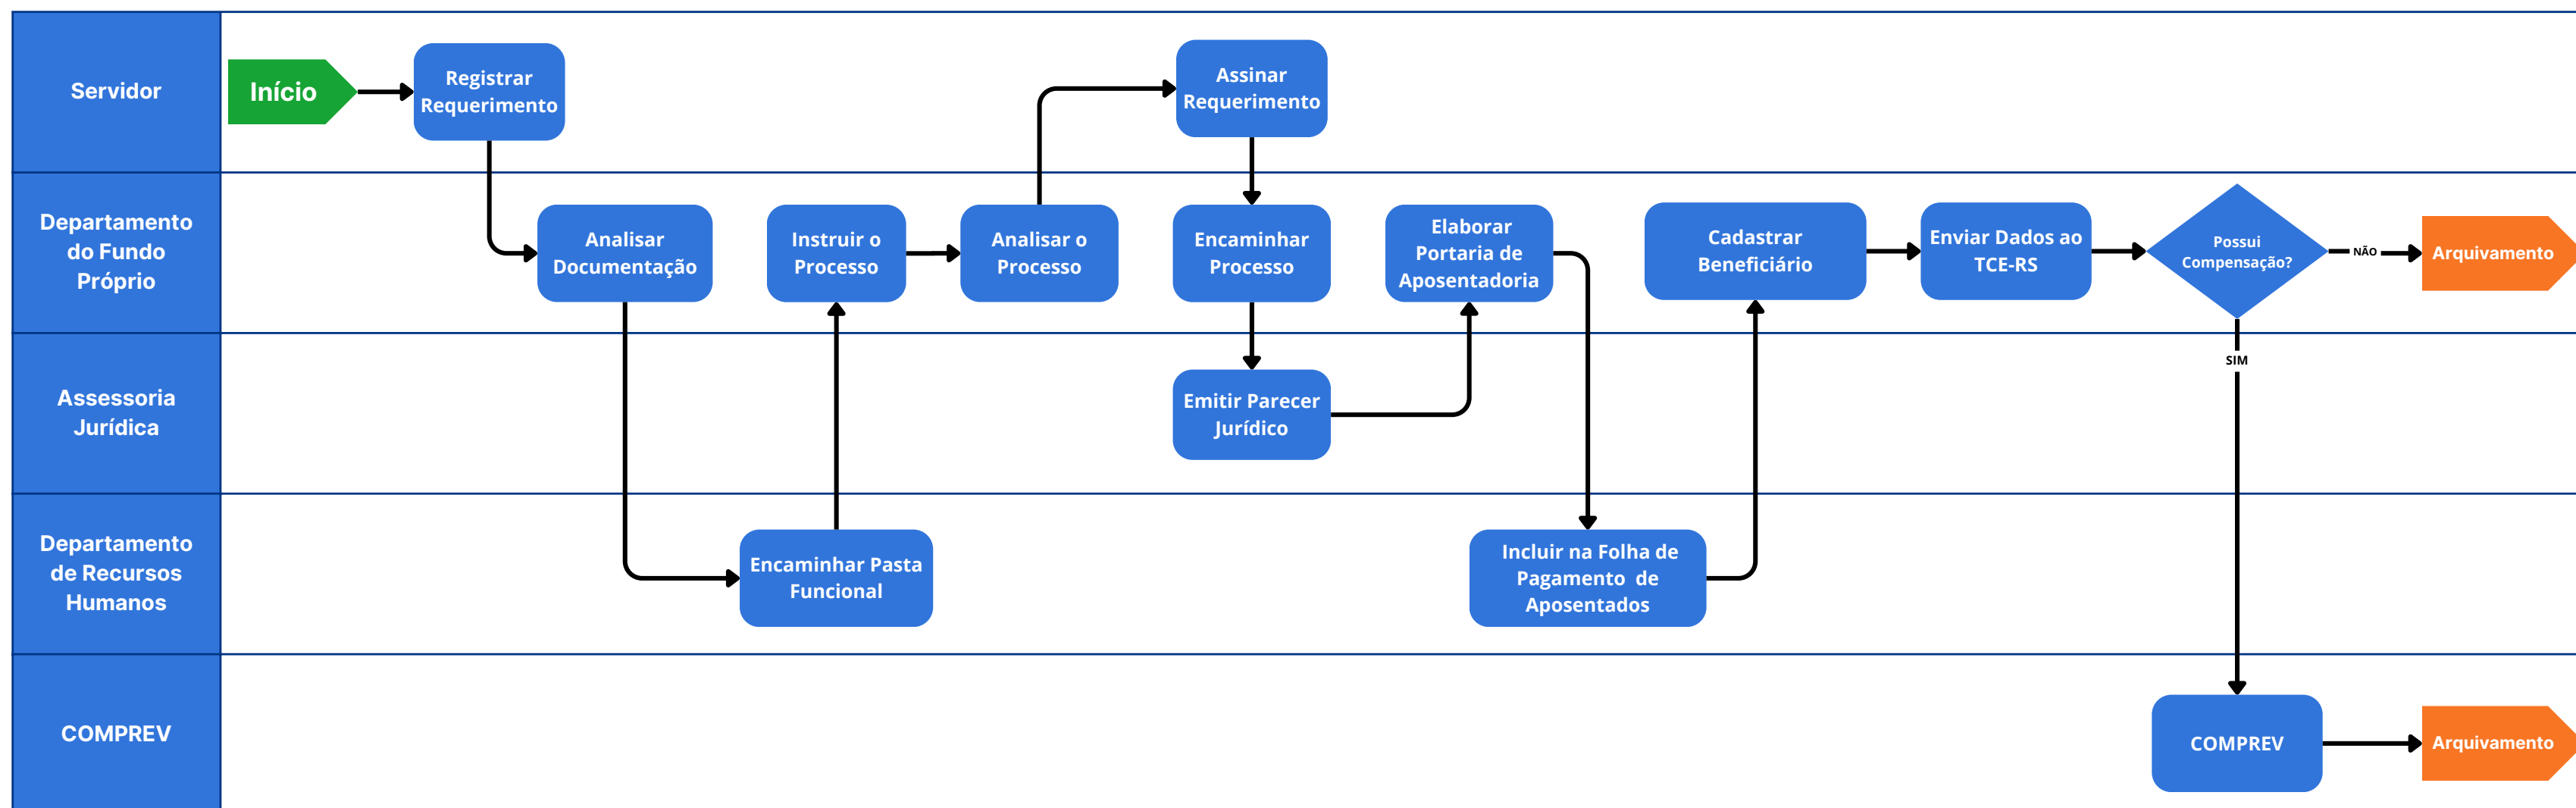 Servidor
Início
Registrar
Requerimento
Assinar
Requerimento
Departamento
do Fundo
Próprio
Analisar
Documentação
Instruir o
Processo
Analisar o
Processo
Encaminhar
Processo
Elaborar
Portaria de
Aposentadoria
Cadastrar
Beneficiário
Enviar Dados ao
TCE-RS
Possui
Compensação?
NÃO
Arquivamento
SIM
Assessoria
Jurídica
Emitir Parecer
Jurídico
Departamento
de Recursos
Humanos
Encaminhar Pasta
Funcional
Incluir na Folha de
Pagamento de
Aposentados
COMPREV
COMPREV
Arquivamento